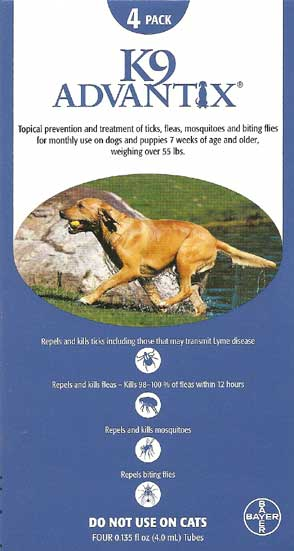 4 PACK
K9
ADVANTIX®
Topical prevention and treatment of ticks, fleas, mosquitoes and biting flies
for monthly use on dogs and puppies 7 weeks of age and older,
weighing over 55 lbs.
Repels and kills ticks including those that may transmit Lyme disease
Repels and kills fleas – Kills 98–100% of fleas within 12 hours
Repels and kills mosquitoes
Repels biting flies
BAYER
BAYER
DO NOT USE ON CATS
FOUR 0.135 fl oz (4.0 mL) Tubes